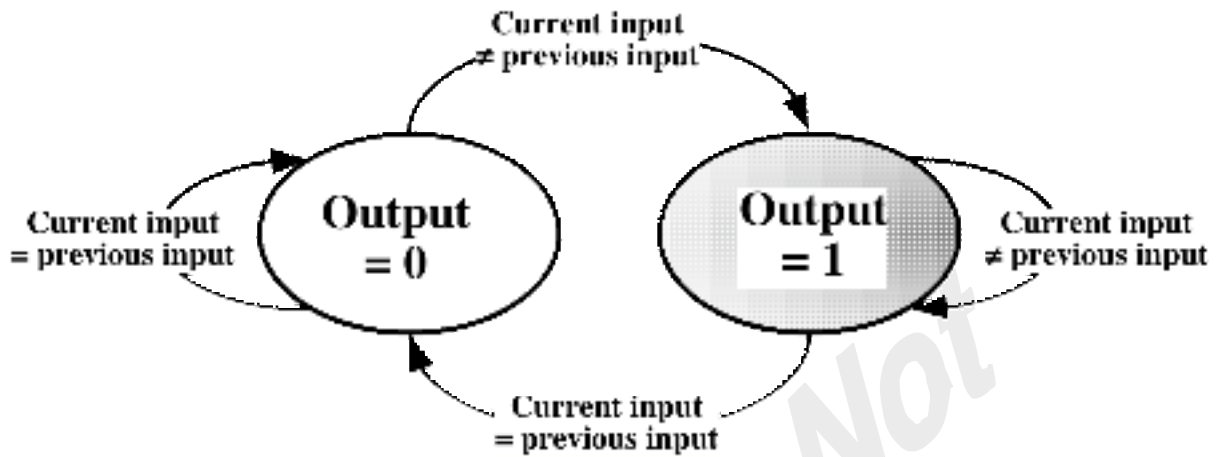 Current input
≠ previous input
Output
= 0
Current input
= previous input
Output
= 1
Current input
≠ previous input
Current input
= previous input
Not